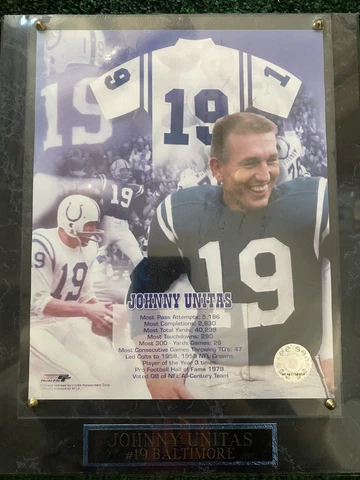 19
1
19
19
19
19
19
JOHNNY UNITAS
Most Pass Attempts: 5,186
Most Completions: 2,830
Most Total Yards: 40,239
Most Touchdowns: 290
Most 300+ Yards Games: 26
Most Consecutive Games Throwing TD's: 47
Led Colts to 1958, 1959 NFL Crowns.
Player of the Year 3 times
Pro Football Hall of Fame 1979
Voted QB of NFL All-Century Team
JOHNNY UNITAS
#19 BALTIMORE